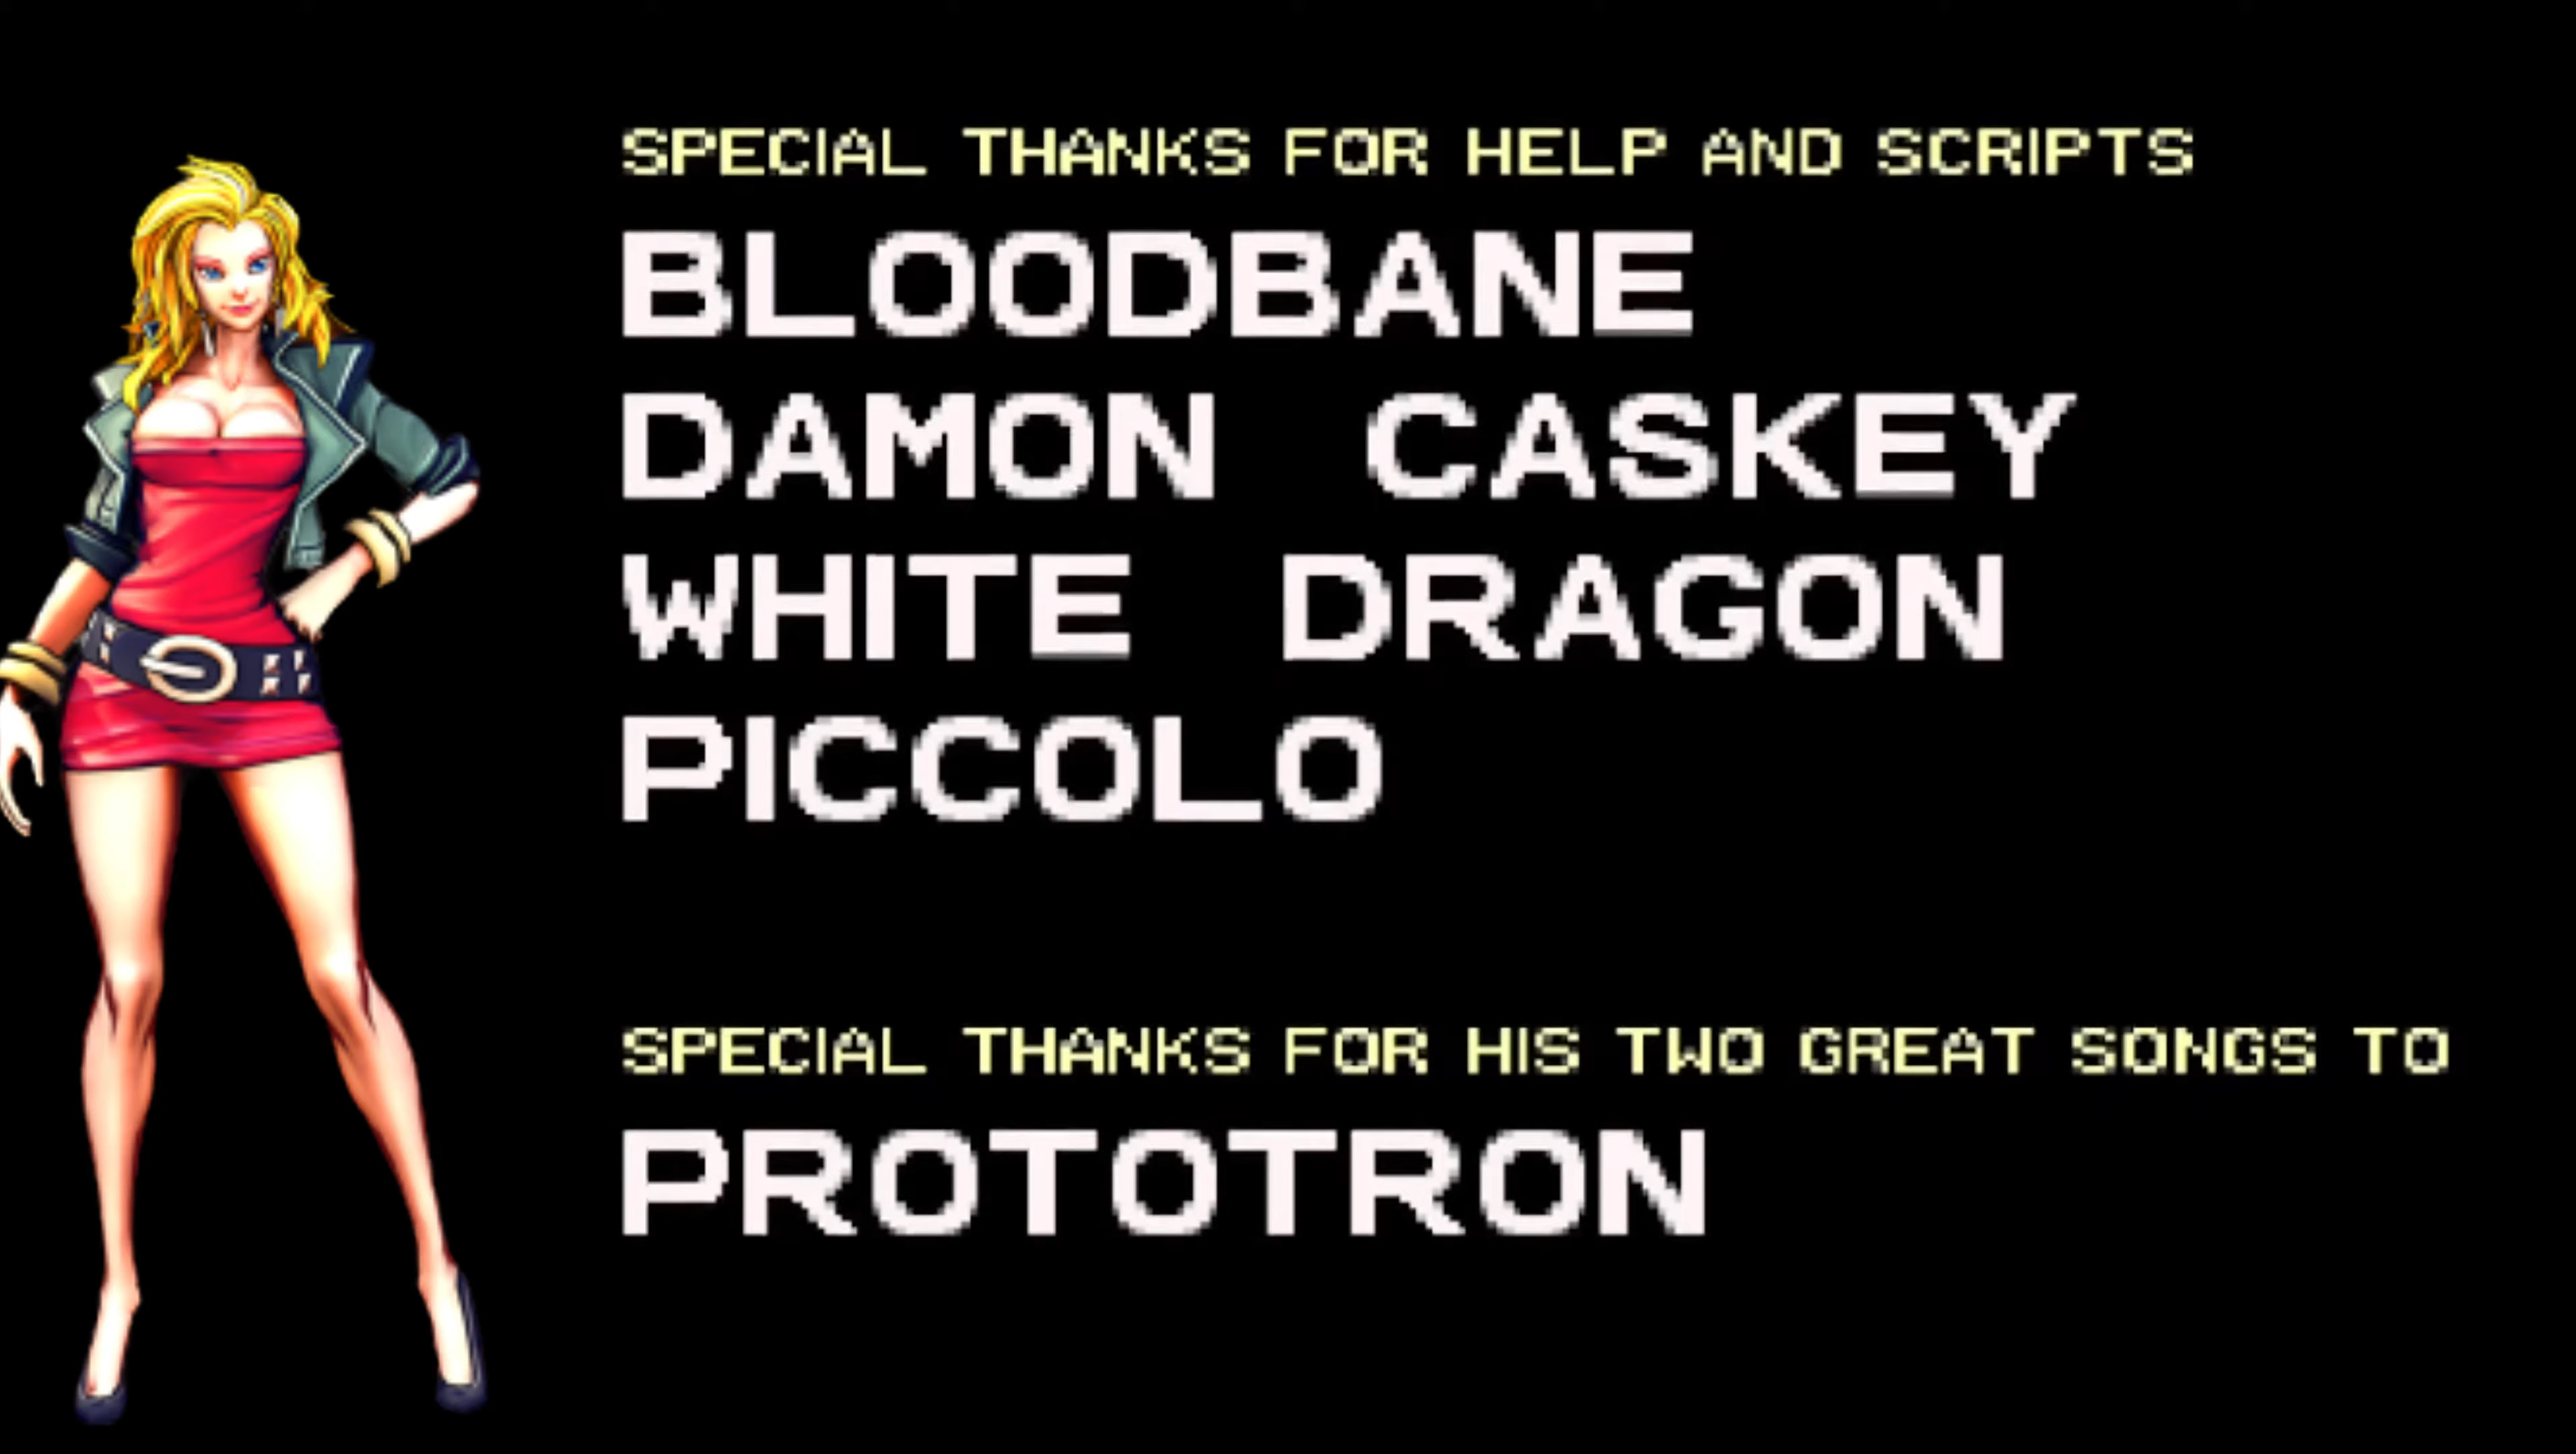 SPECIAL THANKS FOR HELP AND SCRIPTS
BLOODBANE
DAMON CASKEY
WHITE DRAGON
PICCOLO
SPECIAL THANKS FOR HIS TWO GREAT SONGS TO
PROTOTRON